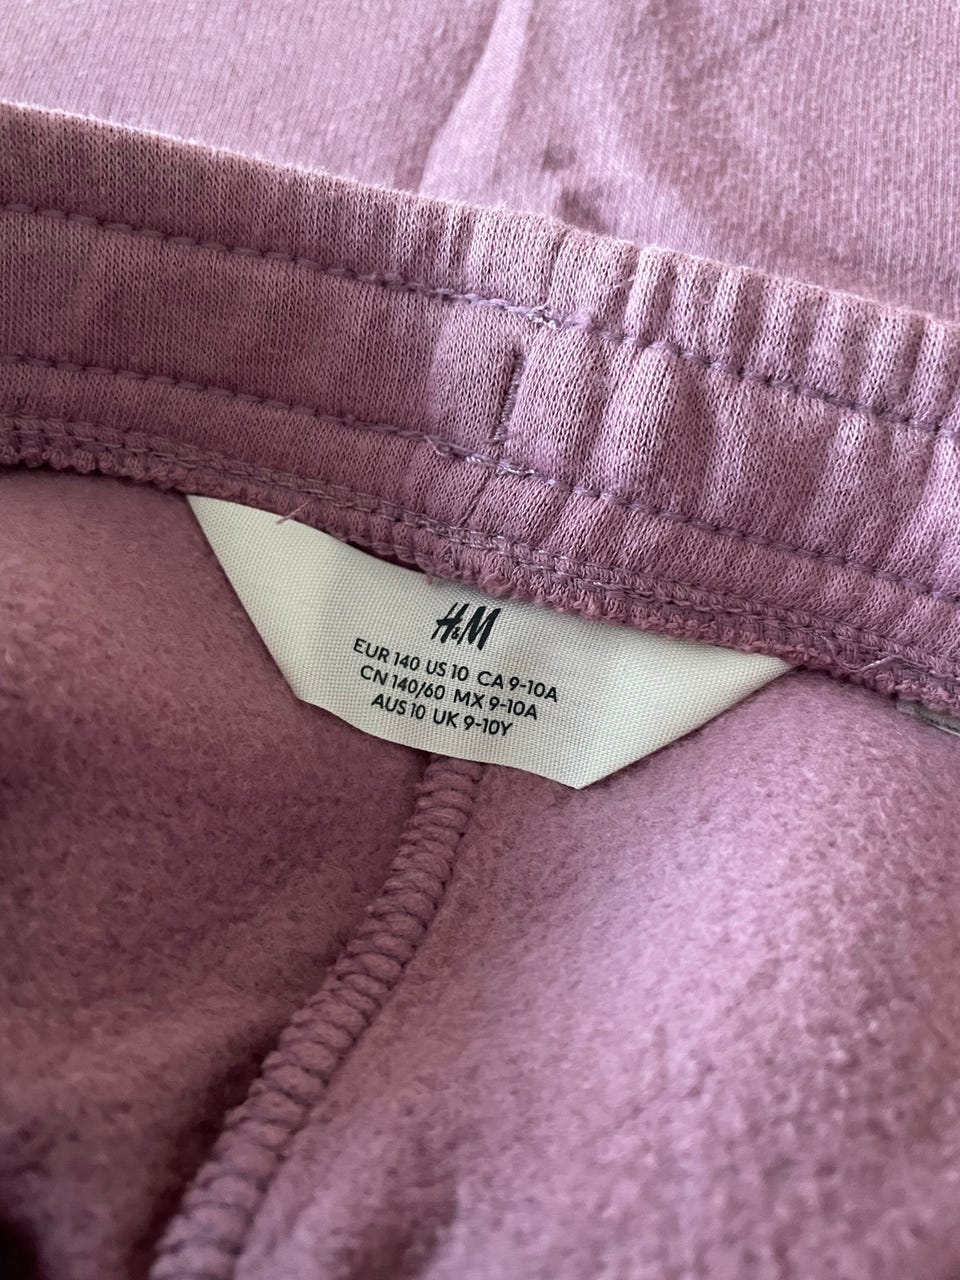 H&M
EUR 140 US 10 CA 9-10A
CN 140/60 MX 9-10A
AUS 10 UK 9-10Y